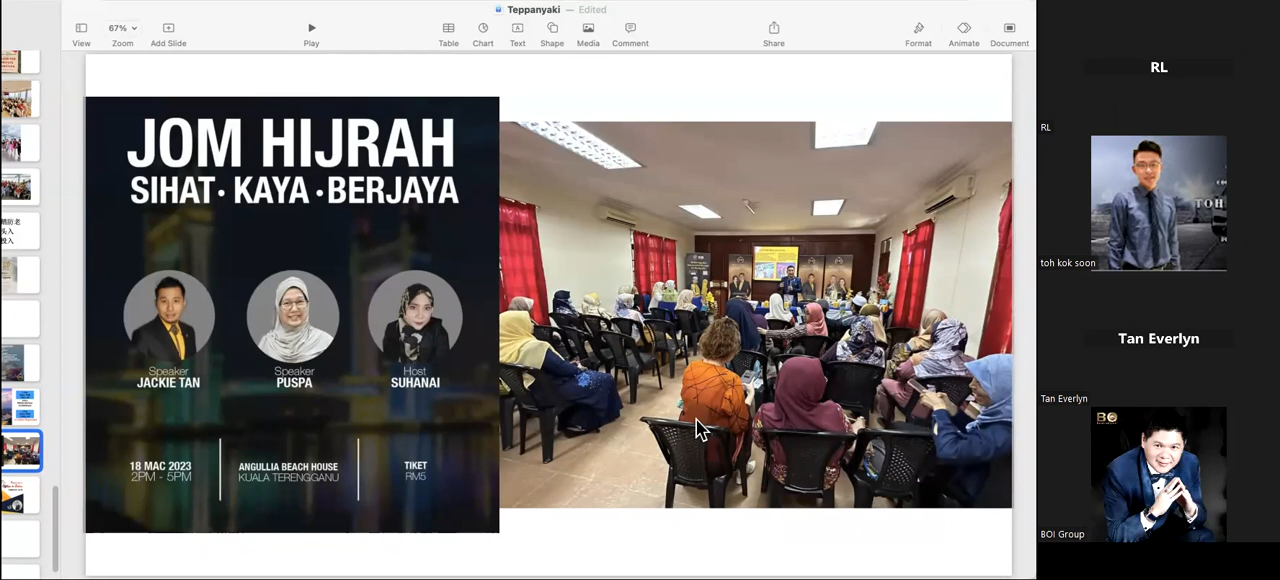 Teppanyaki — Edited
View
67%
Zoom
Add Slide
Play
Table
Chart
Text
Shape
Media
Comment
Share
Format
Animate
Document
JOM HIJRAH
SIHAT · KAYA · BERJAYA
Speaker
JACKIE TAN
Speaker
PUSPA
Host
SUHANAI
18 MAC 2023
2PM - 5PM
ANGULLIA BEACH HOUSE
KUALA TERENGGANU
TIKET
RM5
RL
RL
TOH
toh kok soon
Tan Everlyn
Tan Everlyn
BO
BOI Group